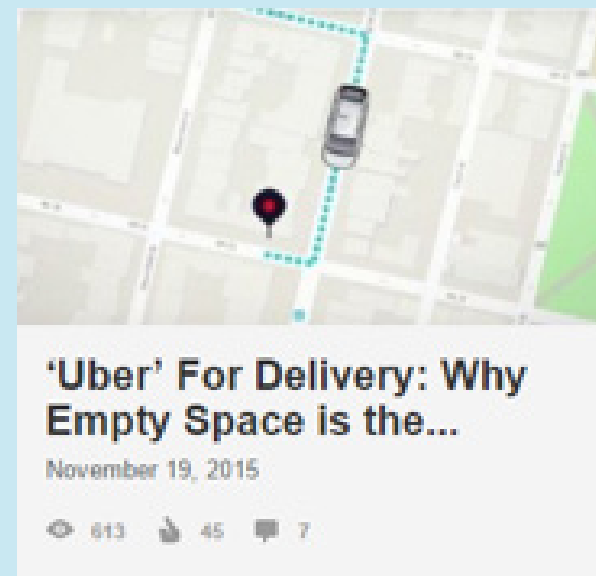 ‘Uber’ For Delivery: Why
Empty Space is the...
November 19, 2015
613 45 7